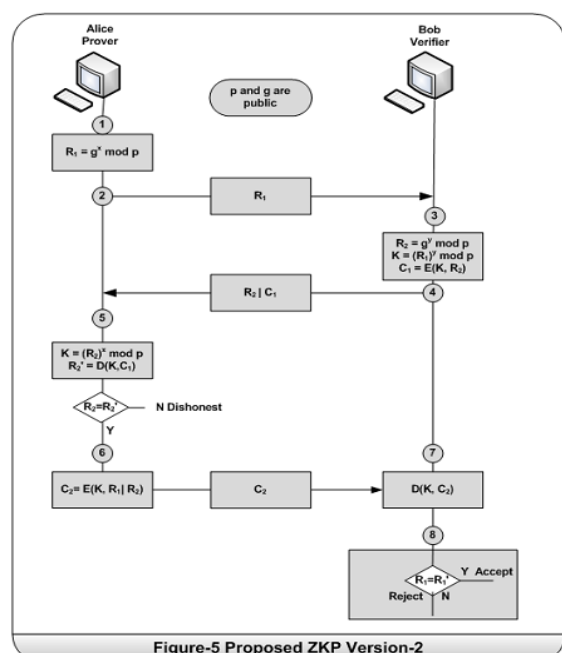 Alice
Prover
Bob
Verifier
p and g are
public
1
R₁ = gˣ mod p
2
R₁
3
R₂ = gʸ mod p
K = (R₁)ʸ mod p
C₁ = E(K, R₂)
R₂ | C₁
4
5
K = (R₂)ˣ mod p
R₂' = D(K,C₁)
R₂=R₂'
N Dishonest
Y
6
7
C₂= E(K, R₁| R₂)
C₂
D(K, C₂)
8
R₁=R₁'
Y Accept
Reject
N
Figure-5 Proposed ZKP Version-2